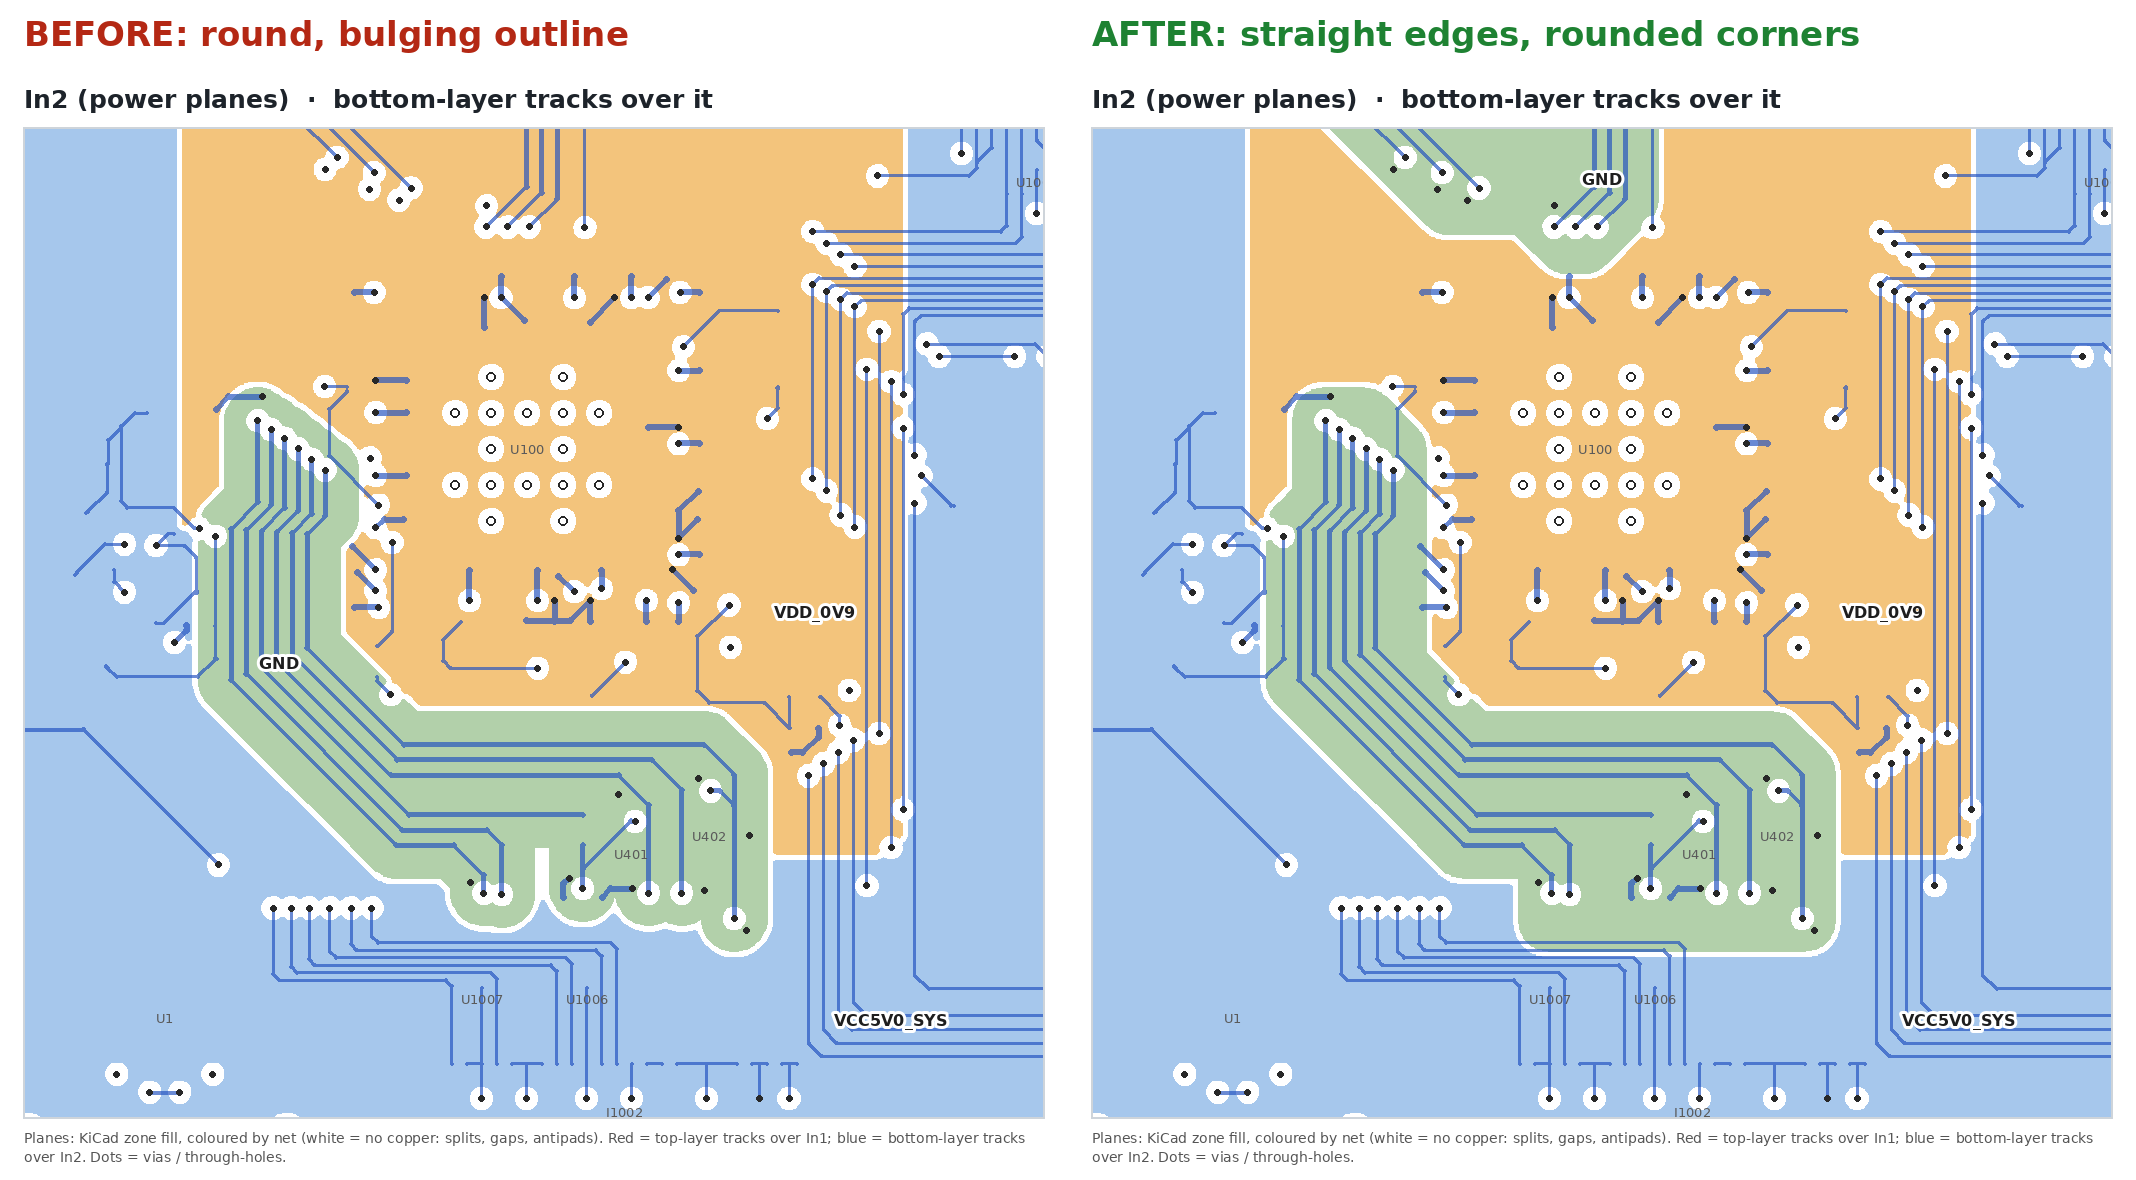 BEFORE: round, bulging outline
In2 (power planes)  ·  bottom-layer tracks over it
U10
U100
VDD_0V9
GND
U402
U401
U1007
U1006
U1
VCC5V0_SYS
I1002
Planes: KiCad zone fill, coloured by net (white = no copper: splits, gaps, antipads). Red = top-layer tracks over In1; blue = bottom-layer tracks
over In2. Dots = vias / through-holes.
AFTER: straight edges, rounded corners
In2 (power planes)  ·  bottom-layer tracks over it
GND
U10
U100
VDD_0V9
U402
U401
U1007
U1006
U1
VCC5V0_SYS
I1002
Planes: KiCad zone fill, coloured by net (white = no copper: splits, gaps, antipads). Red = top-layer tracks over In1; blue = bottom-layer tracks
over In2. Dots = vias / through-holes.